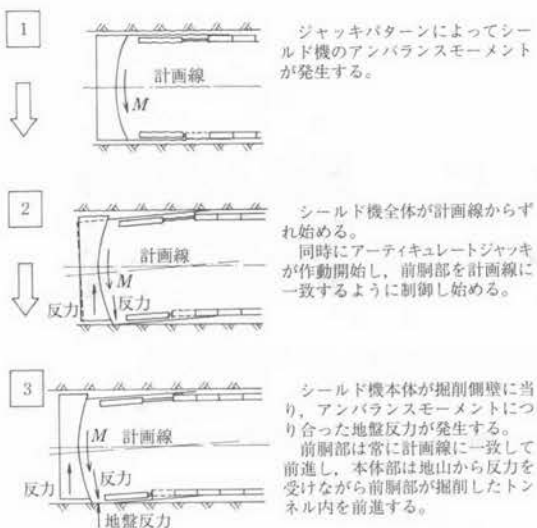 1
ジャッキパターンによってシー
ルド機のアンバランスモーメント
が発生する。
計画線
M
2
シールド機全体が計画線からず
れ始める。
同時にアーティキュレートジャッキ
が作動開始し，前胴部を計画線に
一致するように制御し始める。
計画線
M
反力
反力
3
シールド機本体が掘削側壁に当
り，アンバランスモーメントにつ
り合った地盤反力が発生する。
前胴部は常に計画線に一致して
前進し，本体部は地山から反力を
受けながら前胴部が掘削したトン
ネル内を前進する。
M
計画線
反力
反力
地盤反力